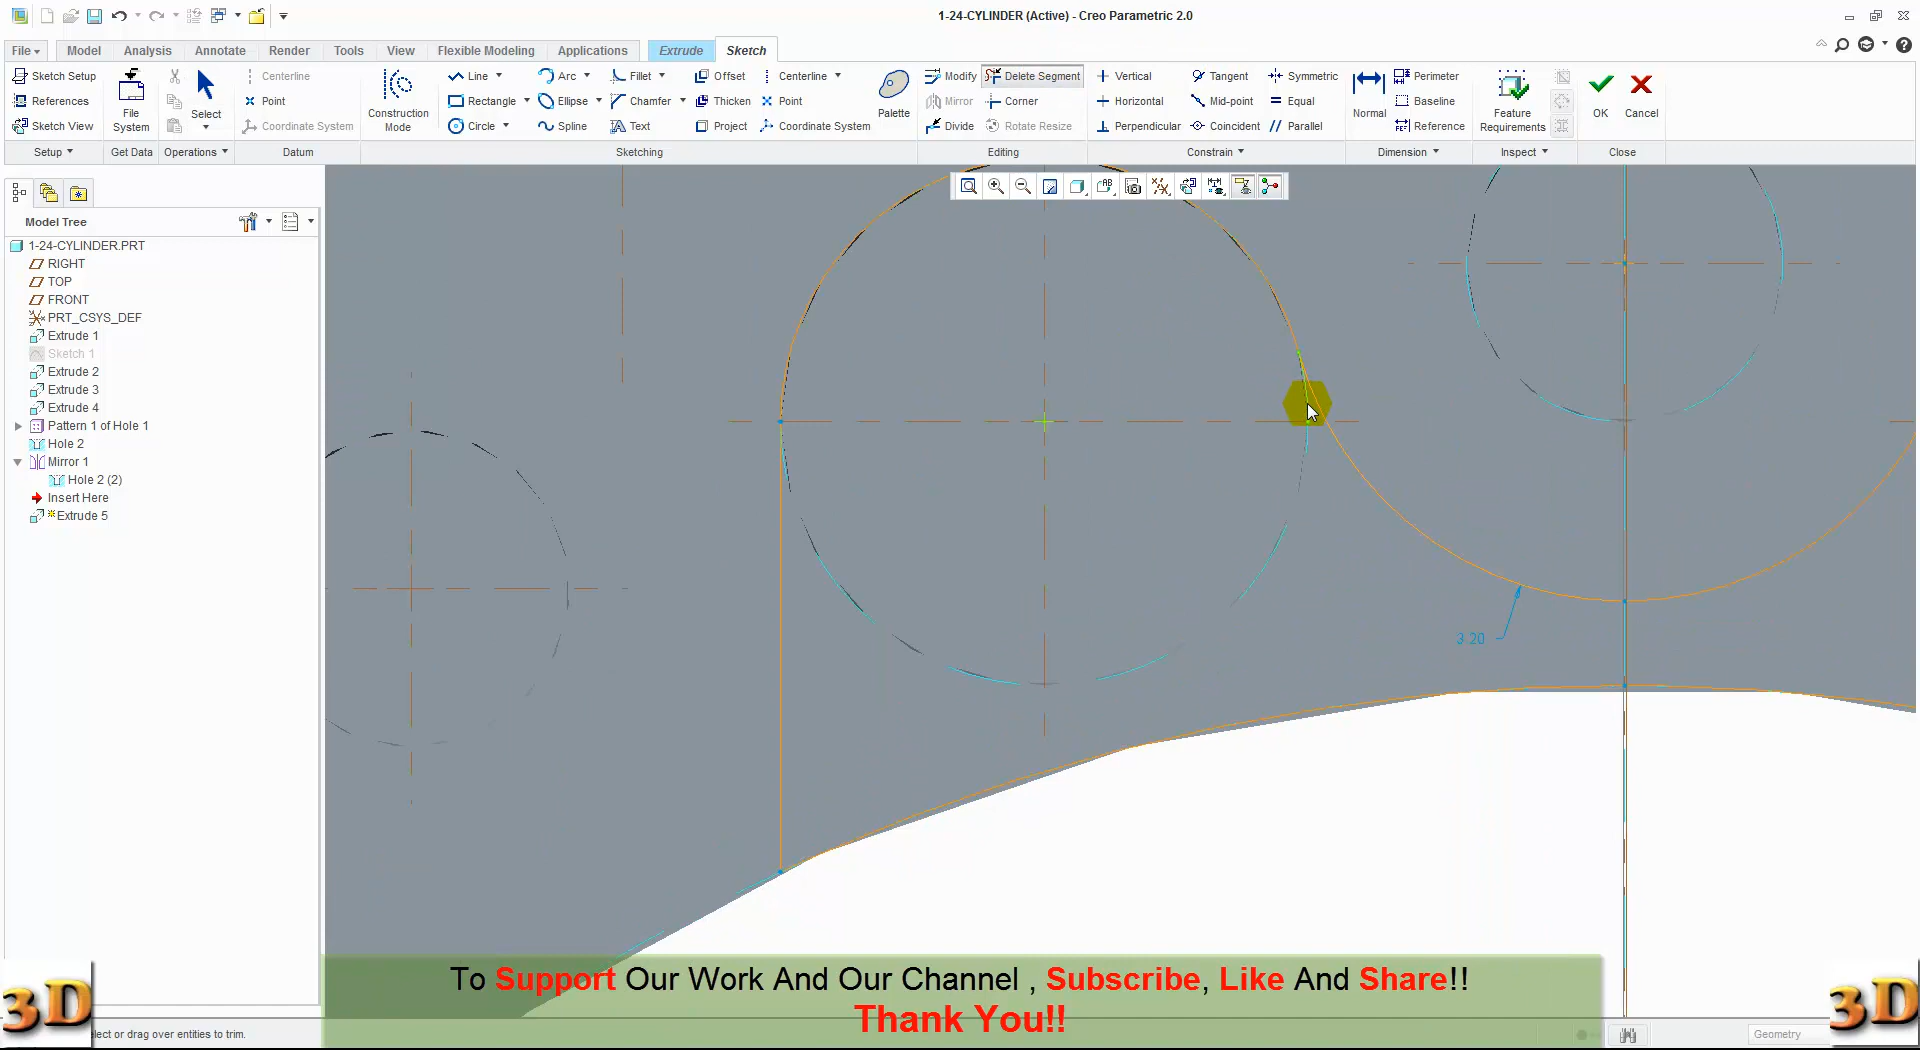 1-24-CYLINDER (Active) - Creo Parametric 2.0
File Model Analysis Annotate Render Tools View Flexible Modeling Applications Extrude Sketch
Sketch Setup Centerline Line Arc Fillet Offset Centerline Modify Delete Segment Vertical Tangent Symmetric Perimeter
References Point Rectangle Ellipse Chamfer Thicken Point Mirror Corner Horizontal Mid-point Equal Baseline
Sketch View Coordinate System Circle Spline Text Project Coordinate System Divide Rotate Resize Perpendicular Coincident Parallel Reference
File System Select Construction Mode Palette Normal Feature Requirements OK Cancel
Setup Get Data Operations Datum Sketching Editing Constrain Dimension Inspect Close
Model Tree
1-24-CYLINDER.PRT
RIGHT
TOP
FRONT
PRT_CSYS_DEF
Extrude 1
Sketch 1
Extrude 2
Extrude 3
Extrude 4
Pattern 1 of Hole 1
Hole 2
Mirror 1
Hole 2 (2)
Insert Here
Extrude 5
3.20
To Support Our Work And Our Channel , Subscribe, Like And Share!!
Thank You!!
3D
3D
elect or drag over entities to trim.
Geometry